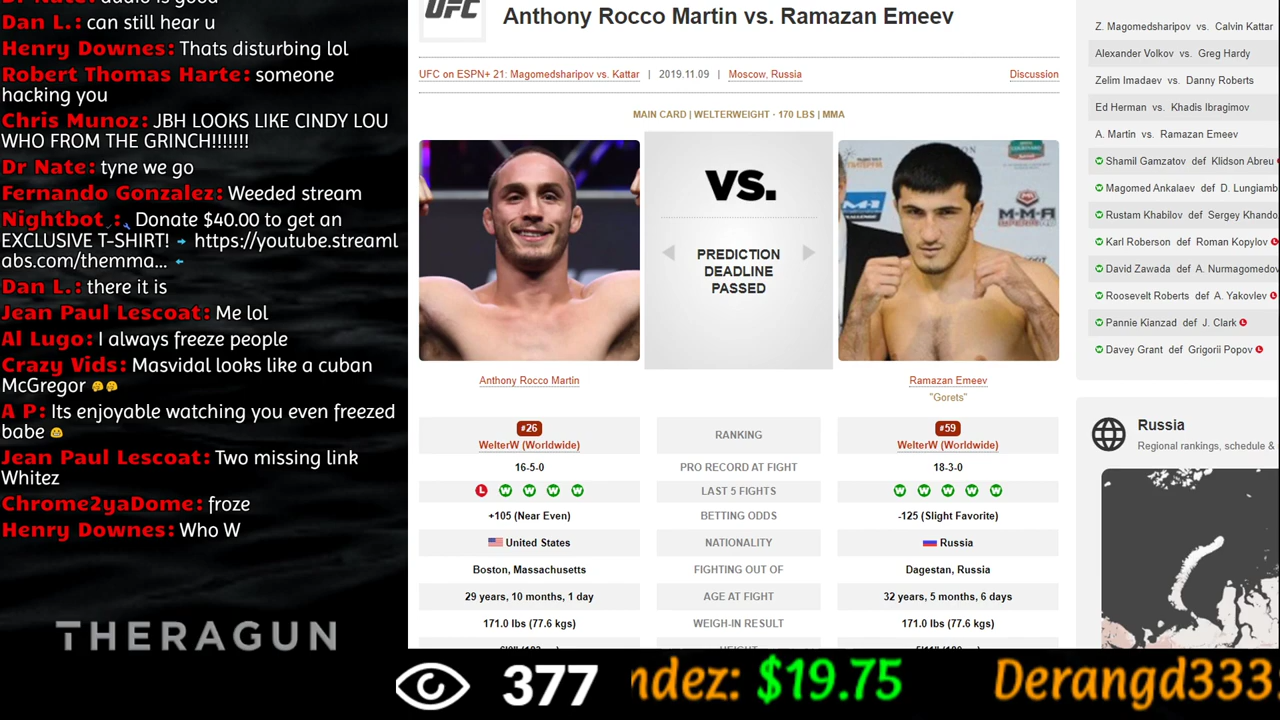 Dr Nate: audio is good
Dan L.: can still hear u
Henry Downes: Thats disturbing lol
Robert Thomas Harte: someone
hacking you
Chris Munoz: JBH LOOKS LIKE CINDY LOU
WHO FROM THE GRINCH!!!!!!!
Dr Nate: tyne we go
Fernando Gonzalez: Weeded stream
Nightbot : Donate $40.00 to get an
EXCLUSIVE T-SHIRT! → https://youtube.streaml
abs.com/themma... ←
Dan L.: there it is
Jean Paul Lescoat: Me lol
Al Lugo: I always freeze people
Crazy Vids: Masvidal looks like a cuban
McGregor
A P: Its enjoyable watching you even freezed
babe
Jean Paul Lescoat: Two missing link
Whitez
Chrome2yaDome: froze
Henry Downes: Who W
THERAGUN
UFC
Anthony Rocco Martin vs. Ramazan Emeev
UFC on ESPN+ 21: Magomedsharipov vs. Kattar | 2019.11.09 | Moscow, Russia Discussion
MAIN CARD | WELTERWEIGHT · 170 LBS | MMA
VS.
PREDICTION
DEADLINE
PASSED
Anthony Rocco Martin
Ramazan Emeev
"Gorets"
#26 RANKING #59
WelterW (Worldwide) WelterW (Worldwide)
16-5-0 PRO RECORD AT FIGHT 18-3-0
L W W W W LAST 5 FIGHTS W W W W W
+105 (Near Even) BETTING ODDS -125 (Slight Favorite)
United States NATIONALITY Russia
Boston, Massachusetts FIGHTING OUT OF Dagestan, Russia
29 years, 10 months, 1 day AGE AT FIGHT 32 years, 5 months, 6 days
171.0 lbs (77.6 kgs) WEIGH-IN RESULT 171.0 lbs (77.6 kgs)
Z. Magomedsharipov vs. Calvin Kattar
Alexander Volkov vs. Greg Hardy
Zelim Imadaev vs. Danny Roberts
Ed Herman vs. Khadis Ibragimov
A. Martin vs. Ramazan Emeev
W Shamil Gamzatov def Klidson Abreu
W Magomed Ankalaev def D. Lungiamb
W Rustam Khabilov def Sergey Khando
W Karl Roberson def Roman Kopylov L
W David Zawada def A. Nurmagomedov
W Roosevelt Roberts def A. Yakovlev L
W Pannie Kianzad def J. Clark L
W Davey Grant def Grigorii Popov L
Russia
Regional rankings, schedule &
M-1
M-M-A
377
ndez: $19.75
Derangd333